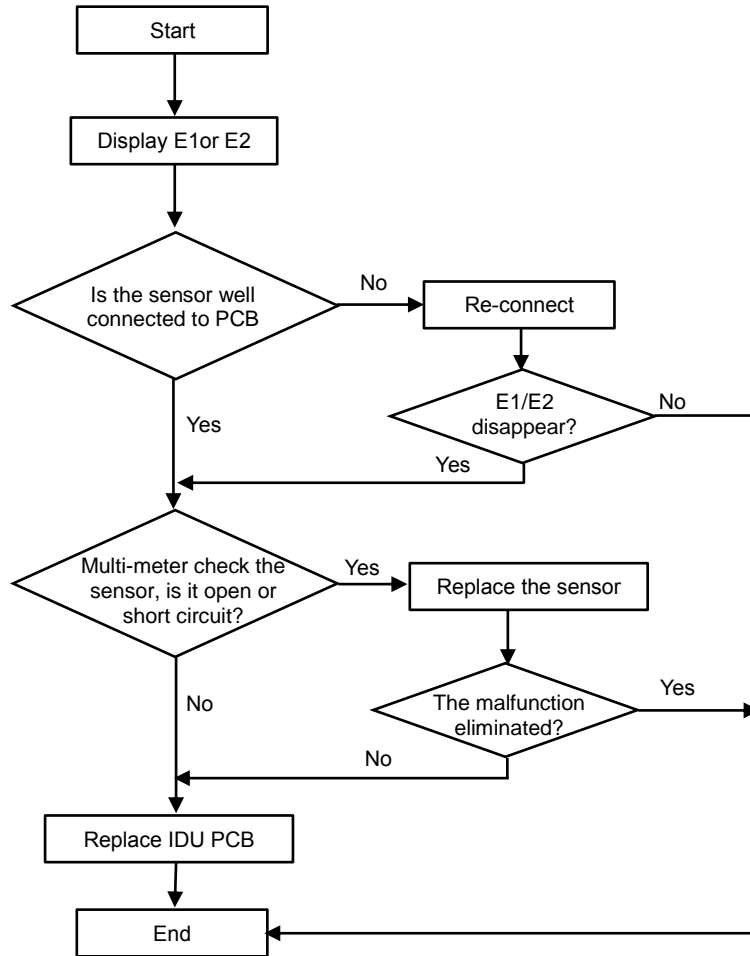 Start
Display E1or E2
Is the sensor well
connected to PCB
No
Re-connect
E1/E2
disappear?
No
Yes
Yes
Multi-meter check the
sensor, is it open or
short circuit?
Yes
Replace the sensor
The malfunction
eliminated?
Yes
No
No
Replace IDU PCB
End